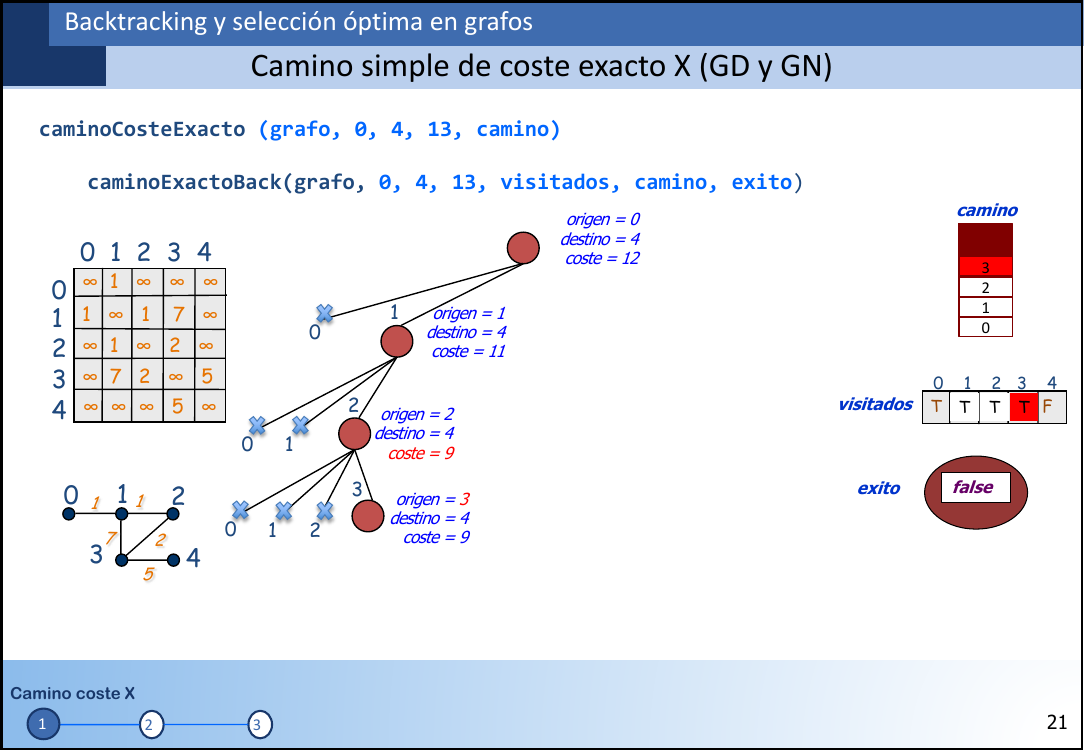 Backtracking y selección óptima en grafos
Camino simple de coste exacto X (GD y GN)
caminoCosteExacto (grafo, 0, 4, 13, camino)
caminoExactoBack(grafo, 0, 4, 13, visitados, camino, exito)
0 1 2 3 4
0 ∞ 1 ∞ ∞ ∞
1 1 ∞ 1 7 ∞
2 ∞ 1 ∞ 2 ∞
3 ∞ 7 2 ∞ 5
4 ∞ ∞ ∞ 5 ∞
origen = 0
destino = 4
coste = 12
0
1
origen = 1
destino = 4
coste = 11
0
1
2
origen = 2
destino = 4
coste = 9
0
1
2
3
origen = 3
destino = 4
coste = 9
camino
3
2
1
0
0 1 2 3 4
visitados T T T T F
exito false
0 1 1 1 2
7 2
3 4
5
Camino coste X
1 2 3
21